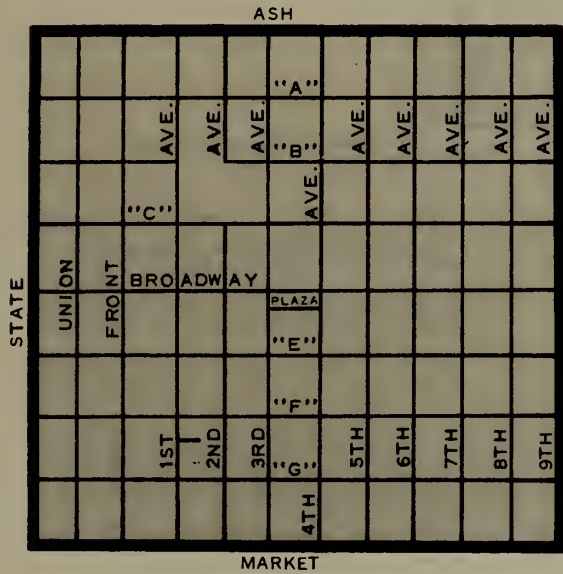 ASH
"A"
AVE. AVE. AVE. "B" AVE. AVE. AVE. AVE. AVE.
"C" AVE.
STATE UNION FRONT BROADWAY
PLAZA
"E"
"F"
1ST 2ND 3RD "G" 5TH 6TH 7TH 8TH 9TH
4TH
MARKET